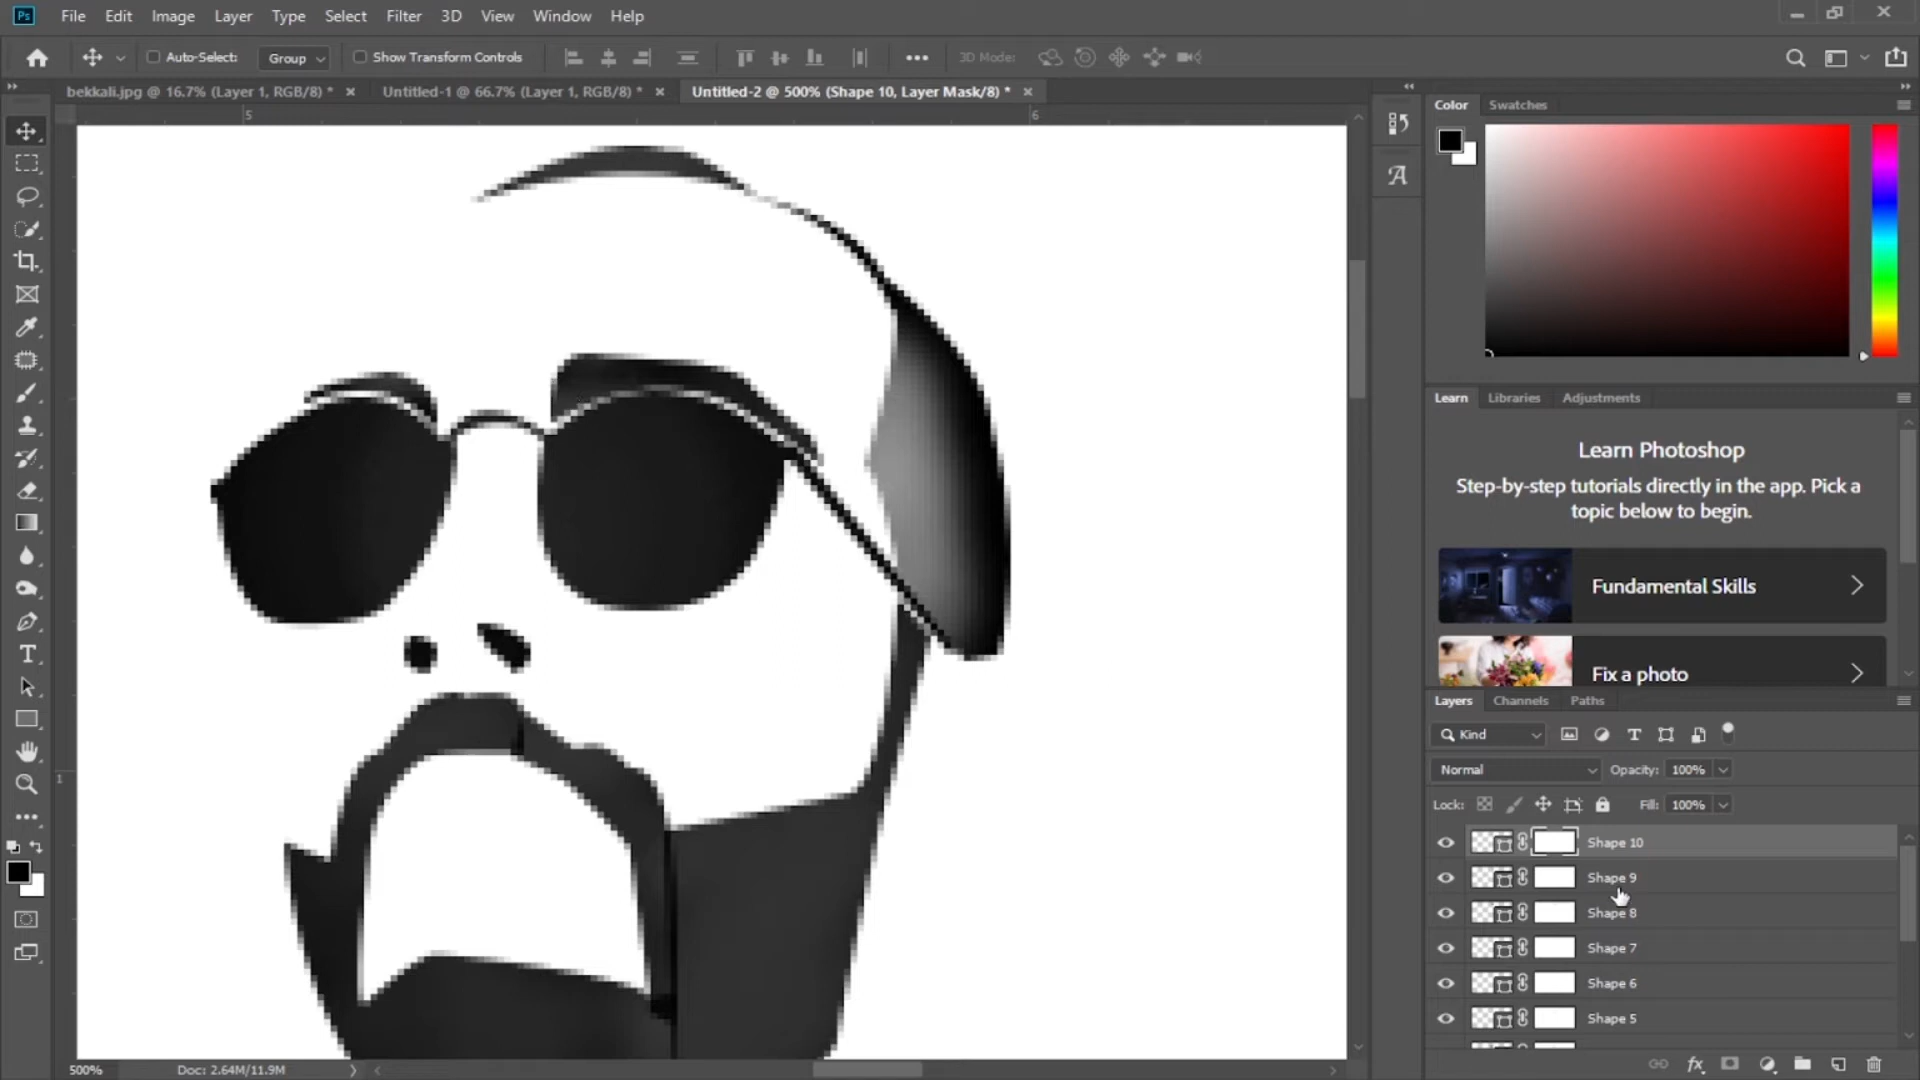 Ps File Edit Image Layer Type Select Filter 3D View Window Help
Auto-Select: Group Show Transform Controls 3D Mode:
bekkali.jpg @ 16.7% (Layer 1, RGB/8) * Untitled-1 @ 66.7% (Layer 1, RGB/8) * Untitled-2 @ 500% (Shape 10, Layer Mask/8) *
5 6
Color Swatches
Learn Libraries Adjustments
Learn Photoshop
Step-by-step tutorials directly in the app. Pick a
topic below to begin.
Fundamental Skills
Fix a photo
Layers Channels Paths
Kind
Normal Opacity: 100%
1
Lock: Fill: 100%
Shape 10
Shape 9
Shape 8
Shape 7
Shape 6
Shape 5
500% Doc: 2.64M/11.9M